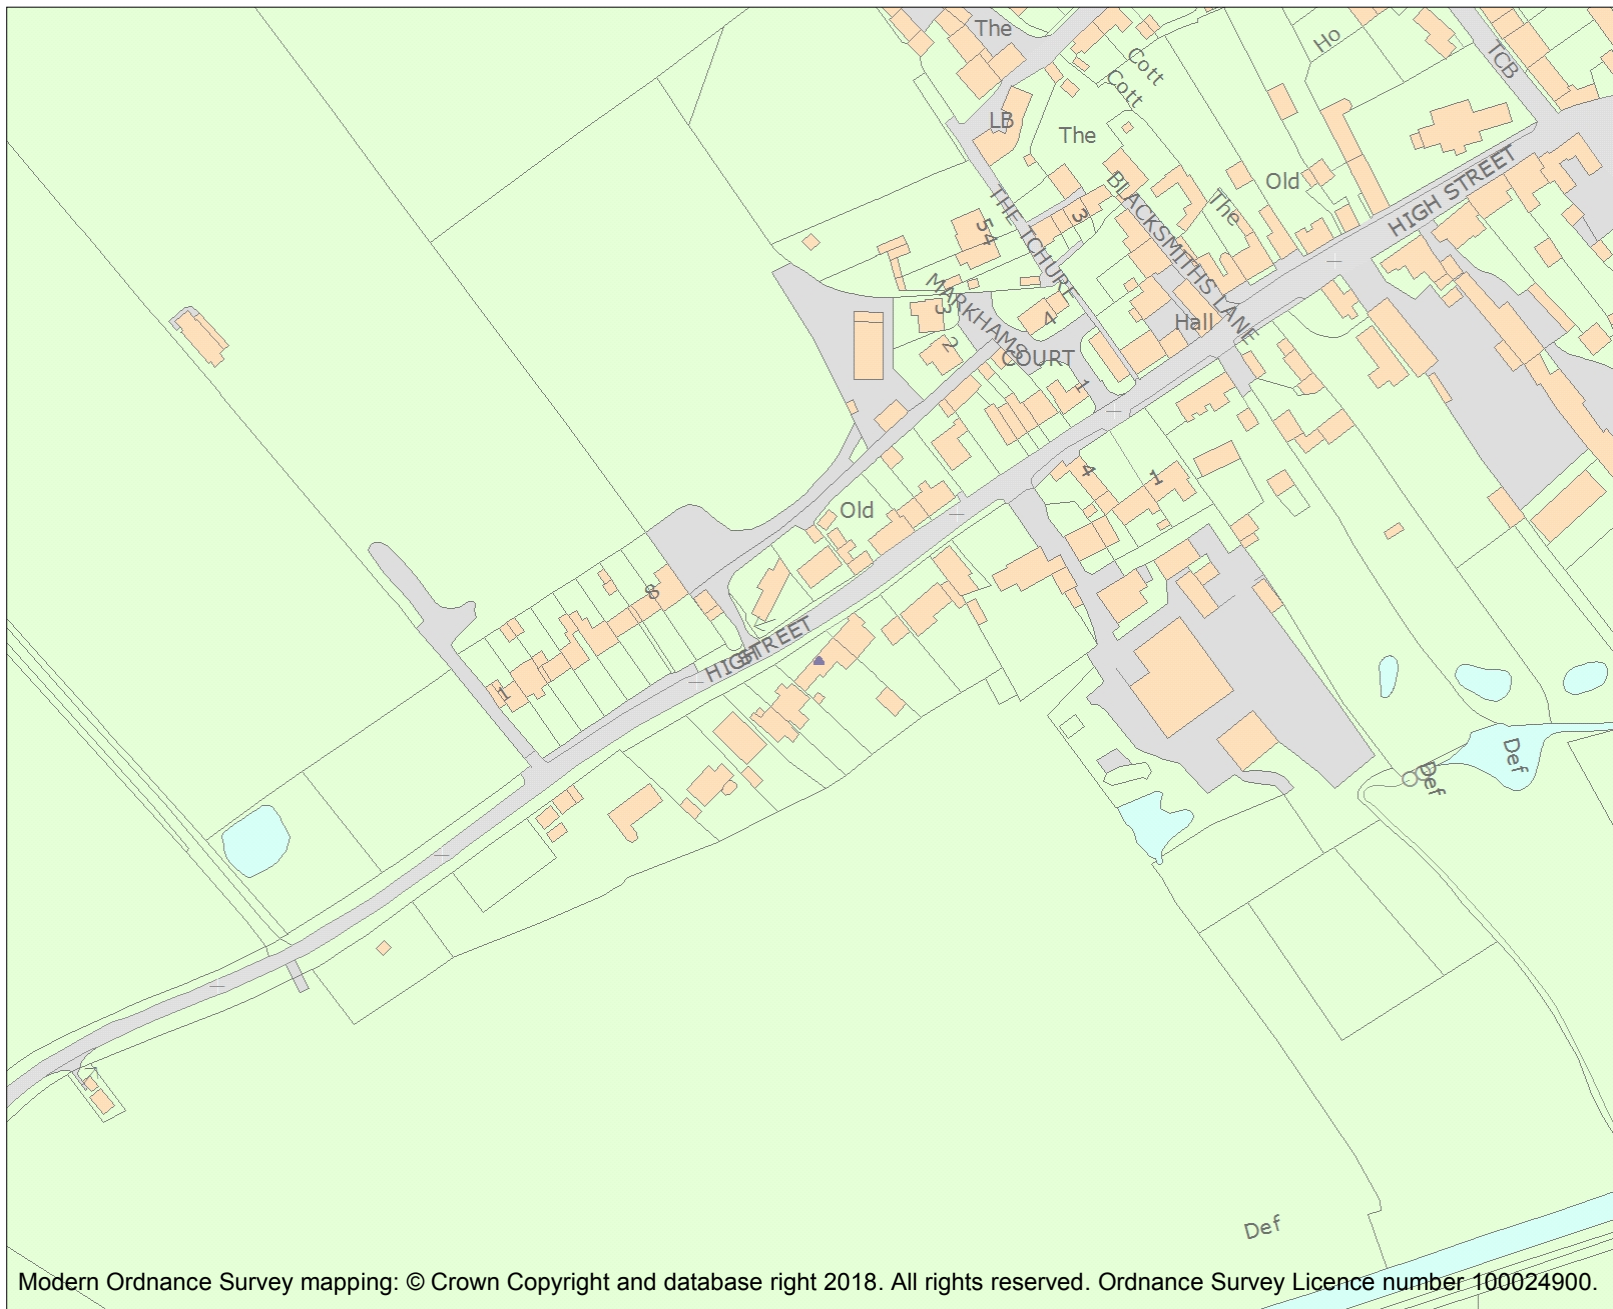 The
Ho
TCB
Cott
Cott
LB
The
HIGH STREET
Old
BLACKSMITHS LANE
THE TCHURE
The
3
54
MARKHAMS
COURT
3
2
4
Hall
1
4
1
Old
8
HIGH STREET
1
Def
Def
Def
Modern Ordnance Survey mapping: © Crown Copyright and database right 2018. All rights reserved. Ordnance Survey Licence number 100024900.